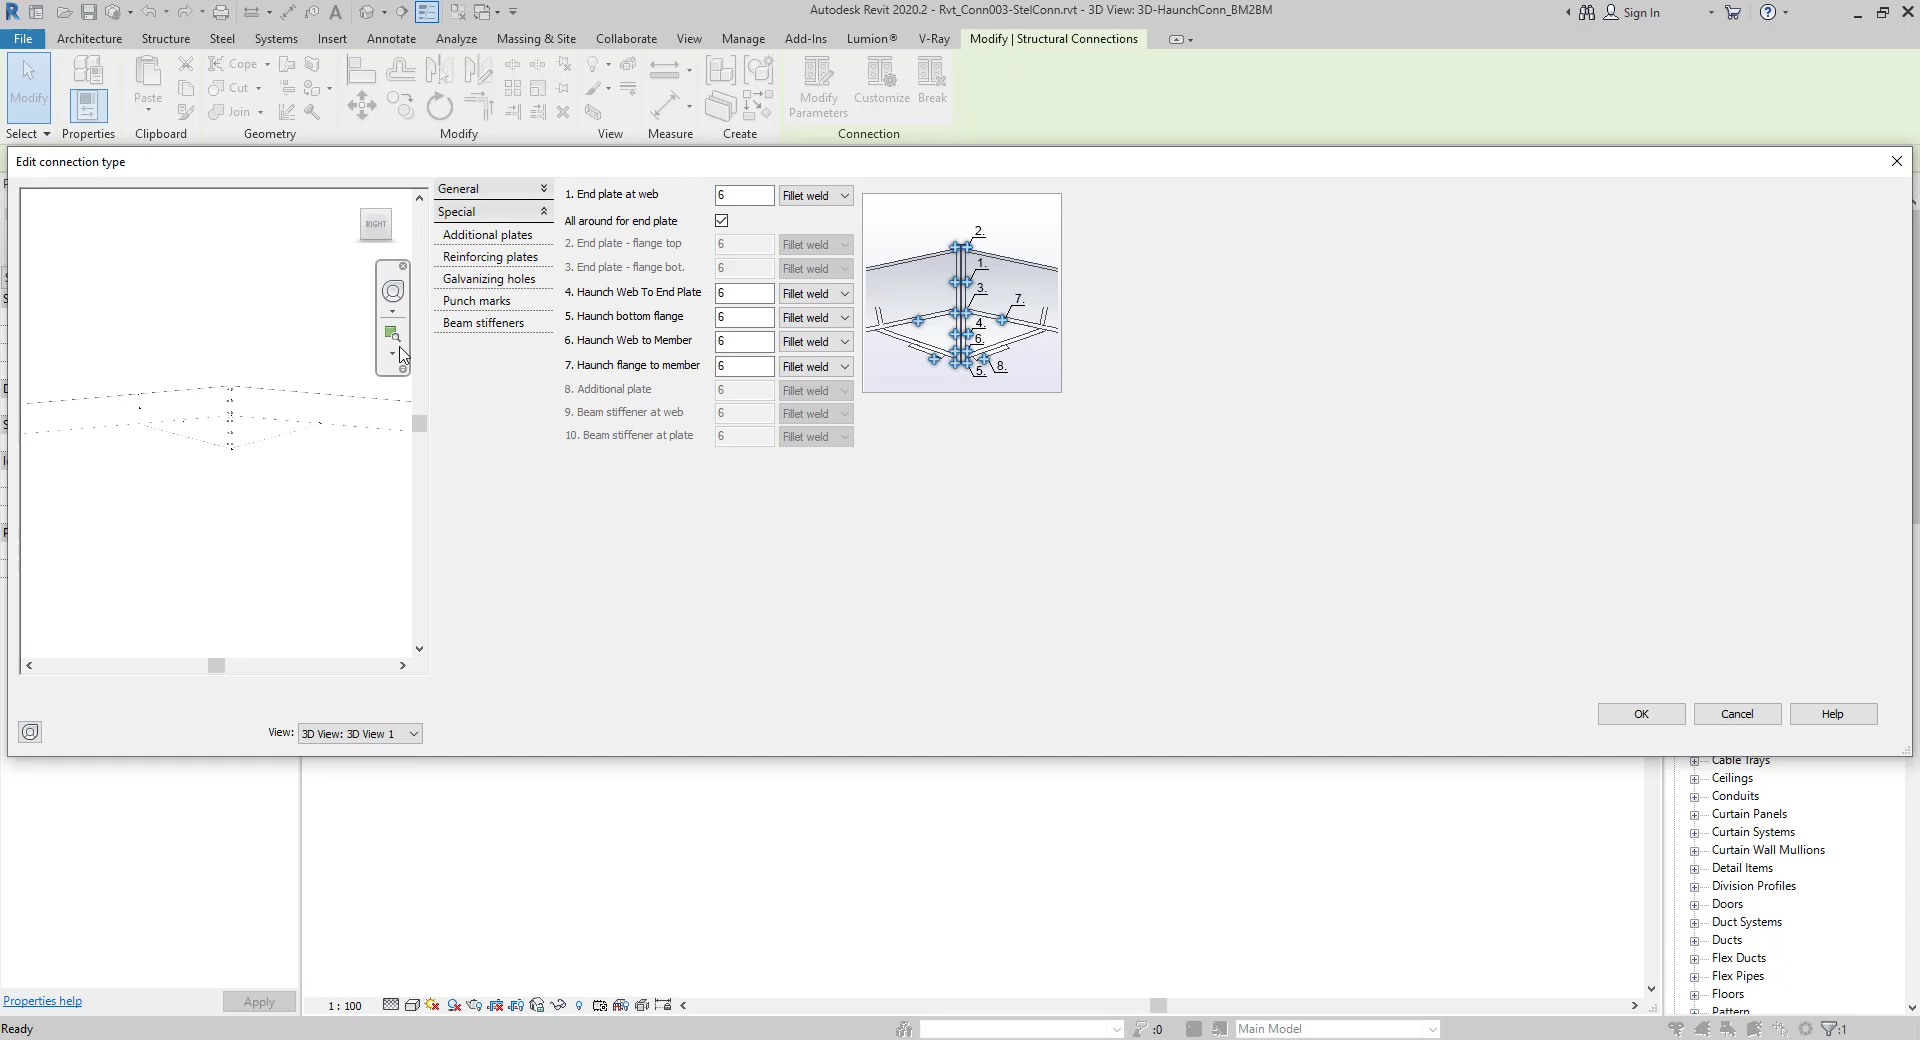 Autodesk Revit 2020.2 - Rvt_Conn003-StelConn.rvt - 3D View: 3D-HaunchConn_BM2BM
Sign In
File Architecture Structure Steel Systems Insert Annotate Analyze Massing & Site Collaborate View Manage Add-Ins Lumion® V-Ray Modify | Structural Connections
Modify
Paste
Cope
Cut
Join
Modify Parameters
Customize
Break
Select Properties Clipboard Geometry Modify View Measure Create Connection
Edit connection type
RIGHT
General
Special
Additional plates
Reinforcing plates
Galvanizing holes
Punch marks
Beam stiffeners
1. End plate at web 6 Fillet weld
All around for end plate
2. End plate - flange top 6 Fillet weld
3. End plate - flange bot. 6 Fillet weld
4. Haunch Web To End Plate 6 Fillet weld
5. Haunch bottom flange 6 Fillet weld
6. Haunch Web to Member 6 Fillet weld
7. Haunch flange to member 6 Fillet weld
8. Additional plate 6 Fillet weld
9. Beam stiffener at web 6 Fillet weld
10. Beam stiffener at plate 6 Fillet weld
2.
1.
3.
7.
4.
6.
5.
8.
OK Cancel Help
View: 3D View: 3D View 1
Cable Trays
Ceilings
Conduits
Curtain Panels
Curtain Systems
Curtain Wall Mullions
Detail Items
Division Profiles
Doors
Duct Systems
Ducts
Flex Ducts
Flex Pipes
Floors
Pattern
Properties help
Apply
1 : 100
Ready
:0
Main Model
:1